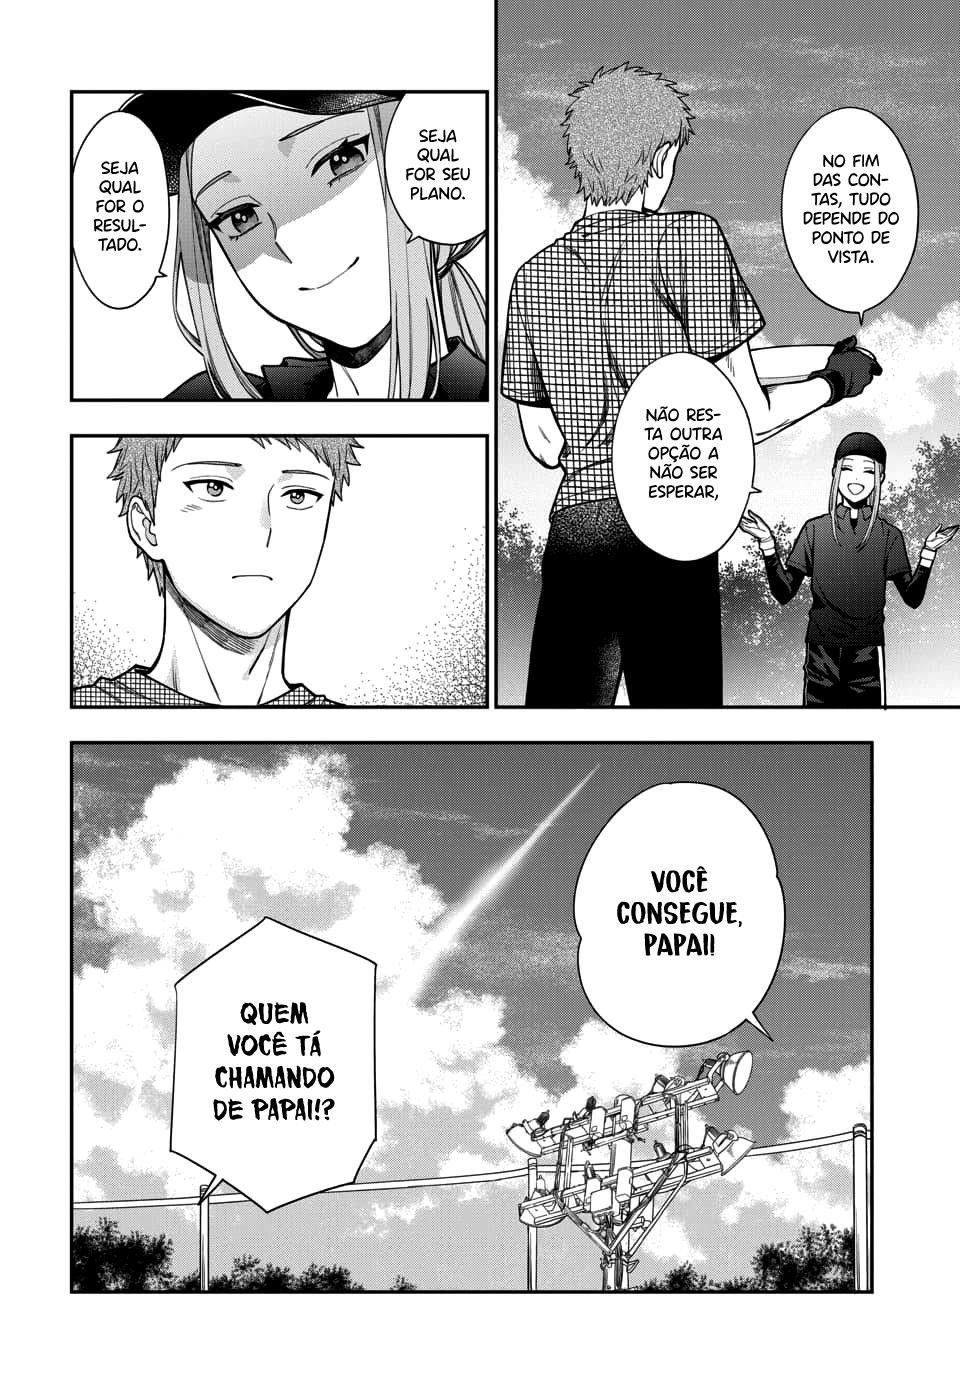 NO FIM
DAS CON-
TAS, TUDO
DEPENDE DO
PONTO DE
VISTA.
NÃO RES-
TA OUTRA
OPÇÃO A
NÃO SER
ESPERAR,
SEJA
QUAL
FOR SEU
PLANO.
SEJA
QUAL
FOR O
RESUL-
TADO.
VOCÊ
CONSEGUE,
PAPAI!
QUEM
VOCÊ TÁ
CHAMANDO
DE PAPAI!?